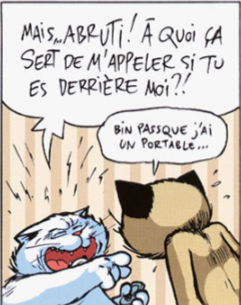 MAIS... ABRUTI! À QUOI ÇA
SERT DE M'APPELER SI TU
ES DERRIÈRE MOI?!
BIN PASSQUE J'AI
UN PORTABLE...